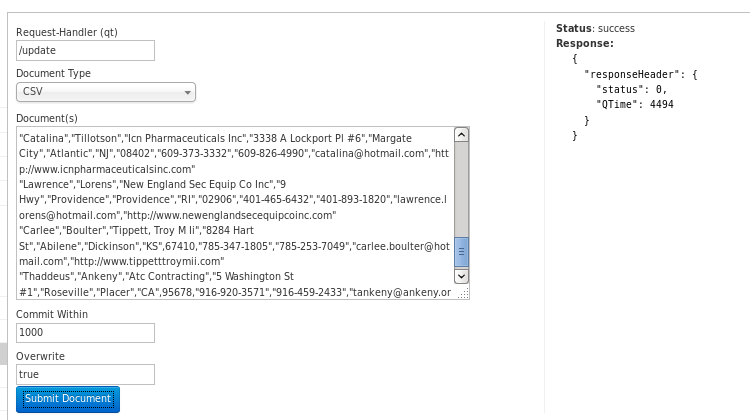 Request-Handler (qt)
/update
Document Type
CSV
Document(s)
"Catalina","Tillotson","Icn Pharmaceuticals Inc","3338 A Lockport Pl #6","Margate
City","Atlantic","NJ","08402","609-373-3332","609-826-4990","catalina@hotmail.com","htt
p://www.icnpharmaceuticalsinc.com"
"Lawrence","Lorens","New England Sec Equip Co Inc","9
Hwy","Providence","Providence","RI","02906","401-465-6432","401-893-1820","lawrence.l
orens@hotmail.com","http://www.newenglandsecequipcoinc.com"
"Carlee","Boulter","Tippett, Troy M Ii","8284 Hart
St","Abilene","Dickinson","KS",67410,"785-347-1805","785-253-7049","carlee.boulter@hot
mail.com","http://www.tippetttroymii.com"
"Thaddeus","Ankeny","Atc Contracting","5 Washington St
#1","Roseville","Placer","CA",95678,"916-920-3571","916-459-2433","tankeny@ankeny.or
Commit Within
1000
Overwrite
true
Submit Document
Status: success
Response:
{
"responseHeader": {
"status": 0,
"QTime": 4494
}
}